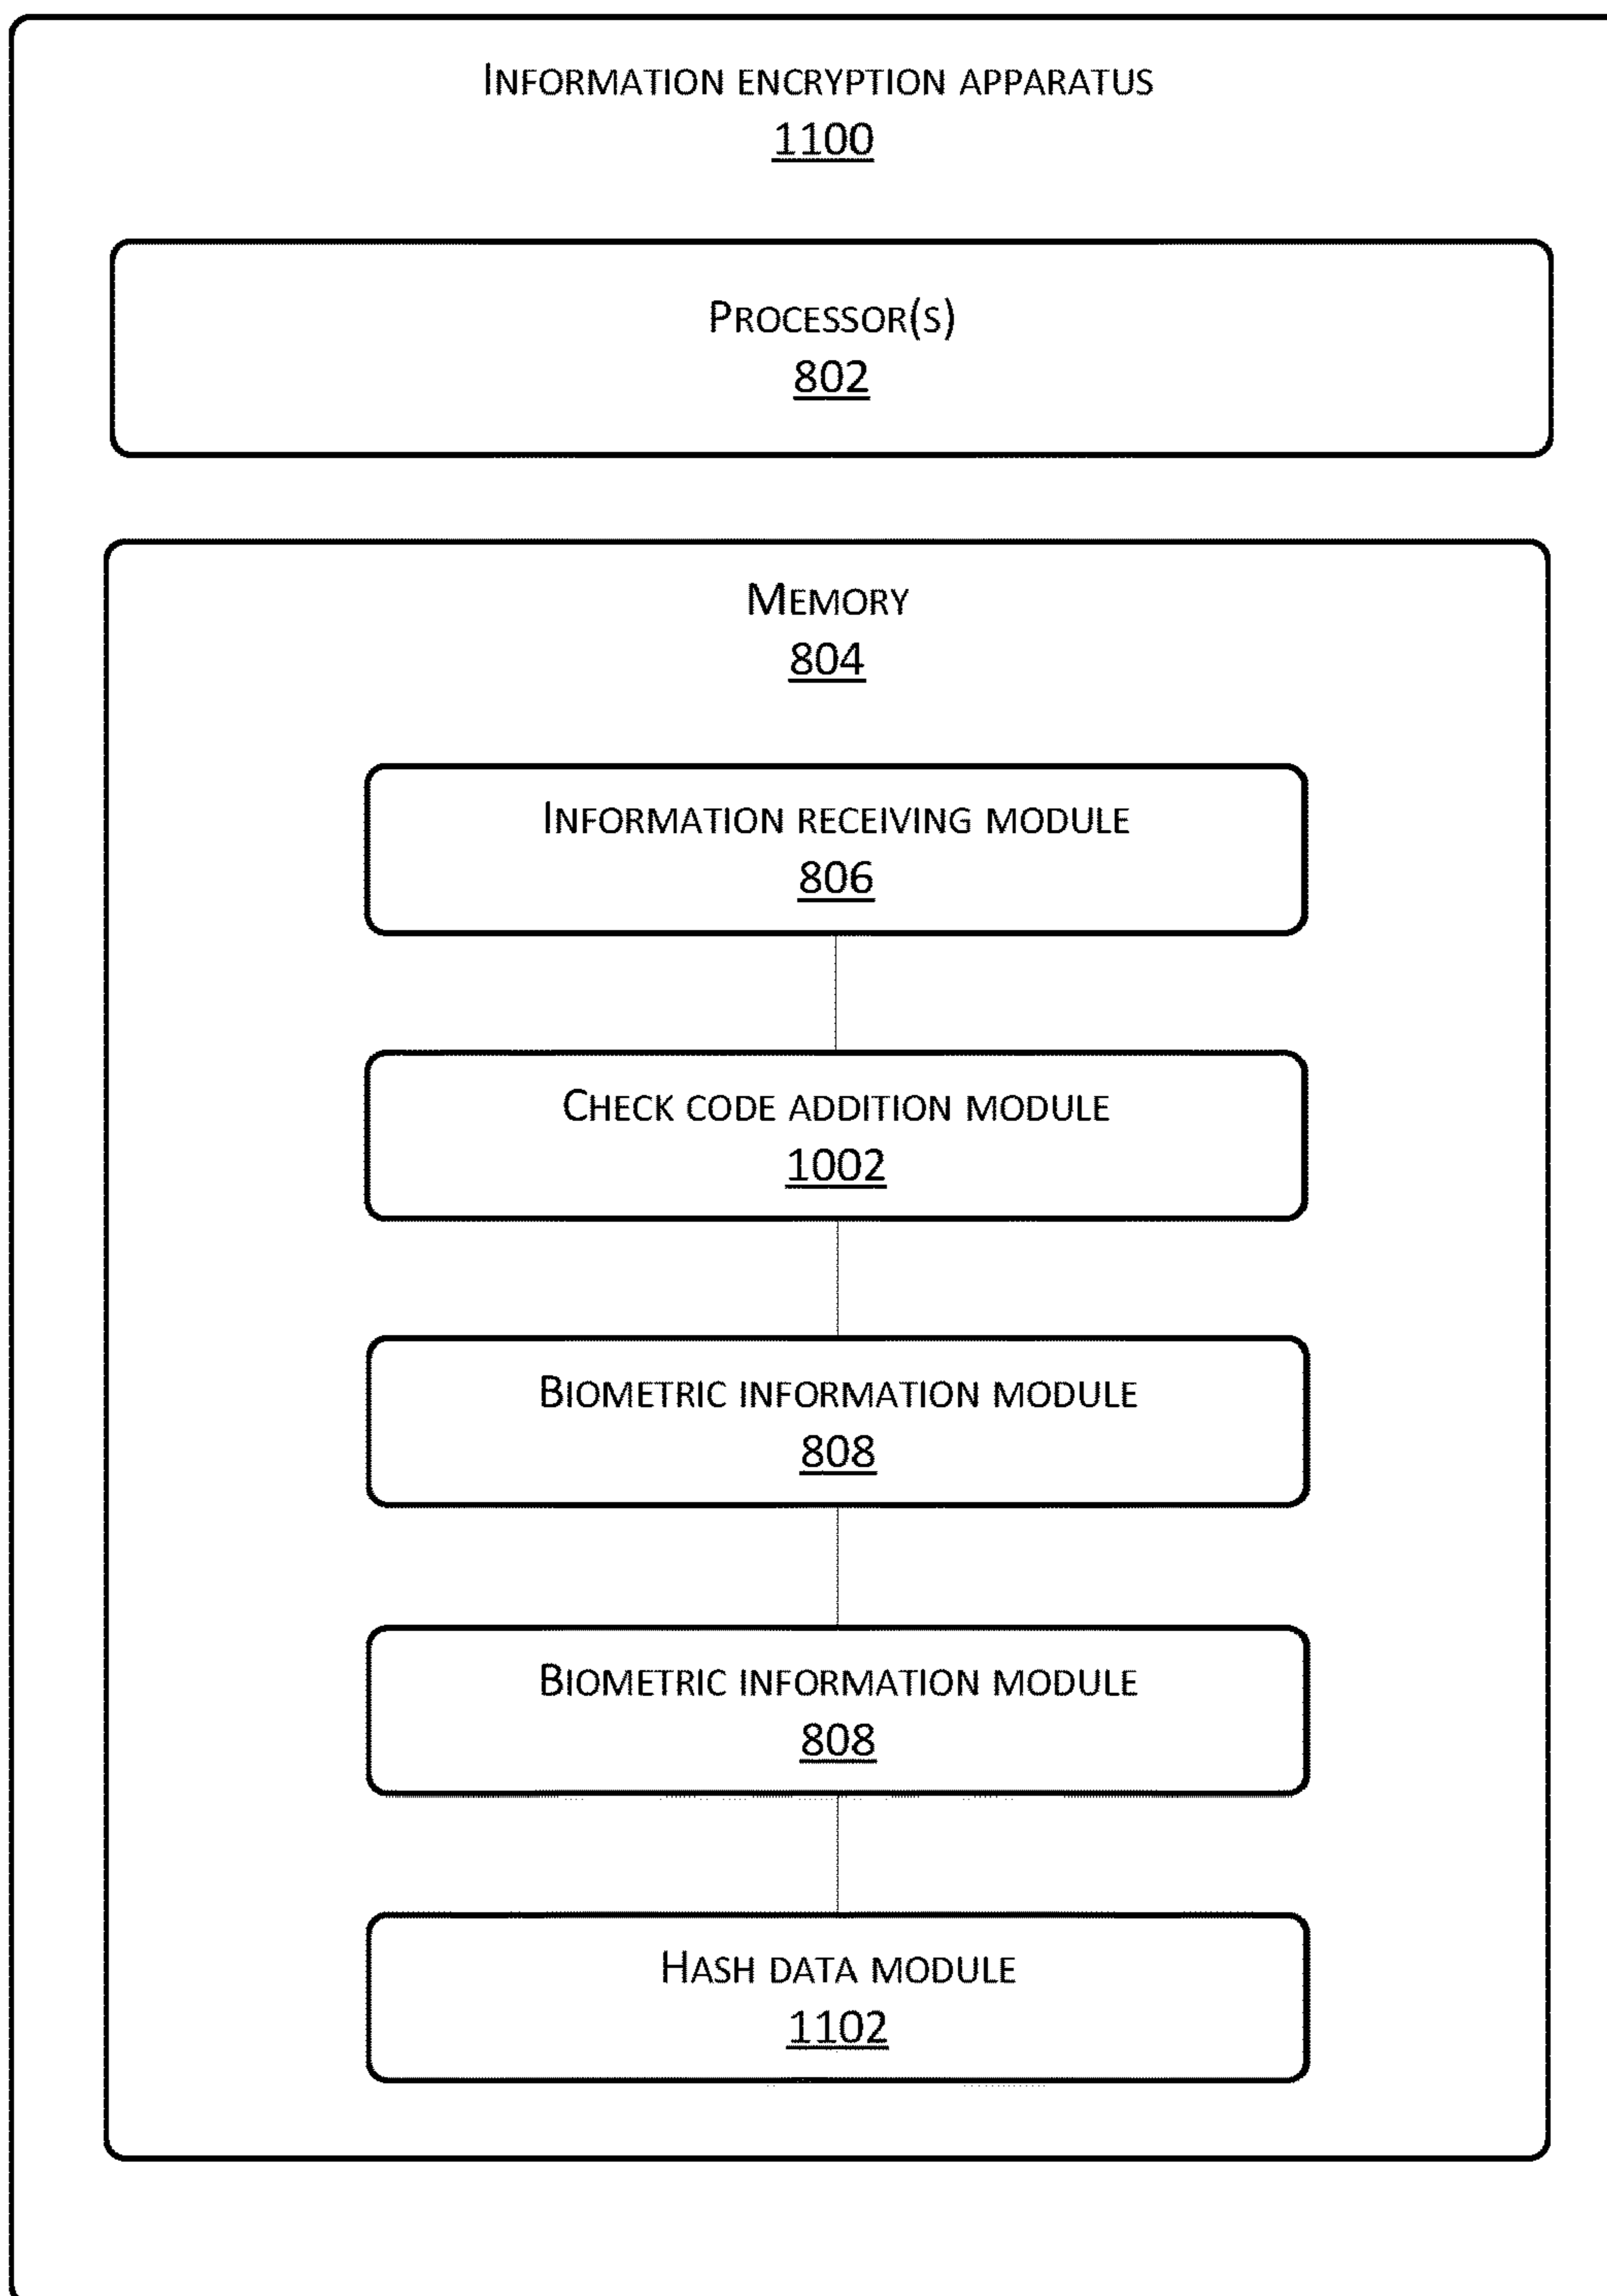 INFORMATION ENCRYPTION APPARATUS
1100
PROCESSOR(S)
802
MEMORY
804
INFORMATION RECEIVING MODULE
806
CHECK CODE ADDITION MODULE
1002
BIOMETRIC INFORMATION MODULE
808
BIOMETRIC INFORMATION MODULE
808
HASH DATA MODULE
1102